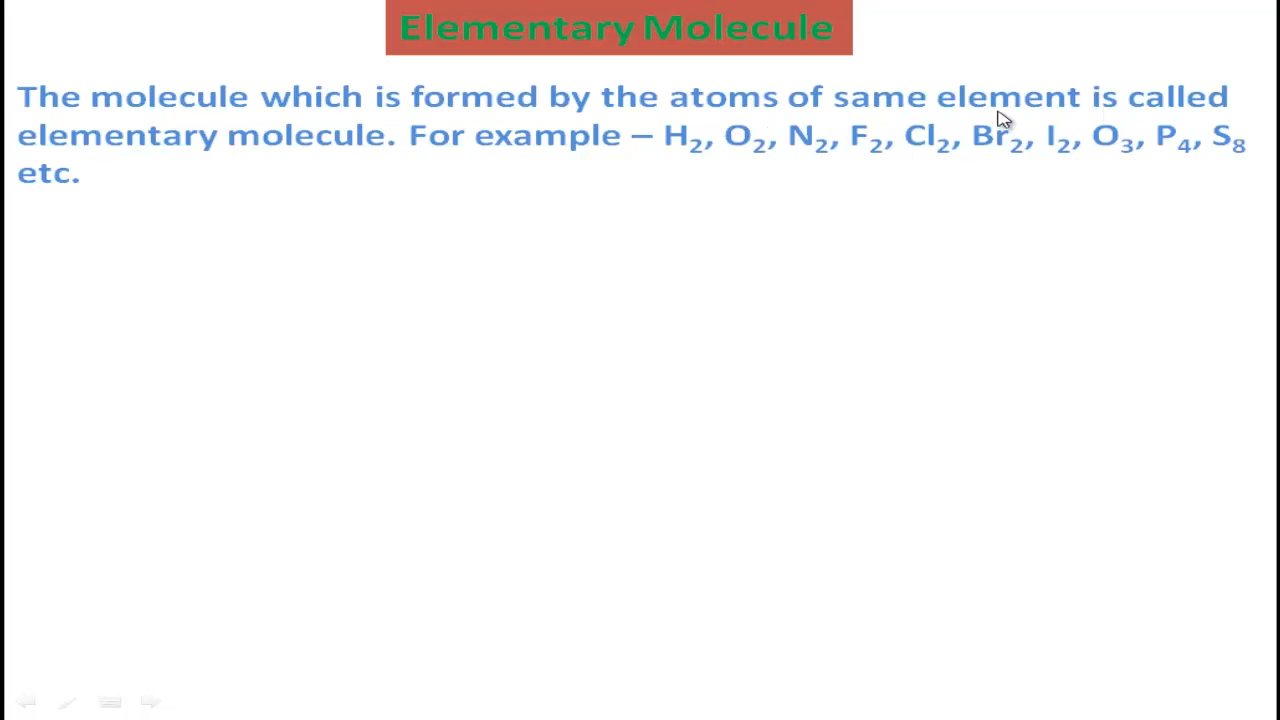 Elementary Molecule
The molecule which is formed by the atoms of same element is called
elementary molecule. For example – H₂, O₂, N₂, F₂, Cl₂, Br₂, I₂, O₃, P₄, S₈
etc.